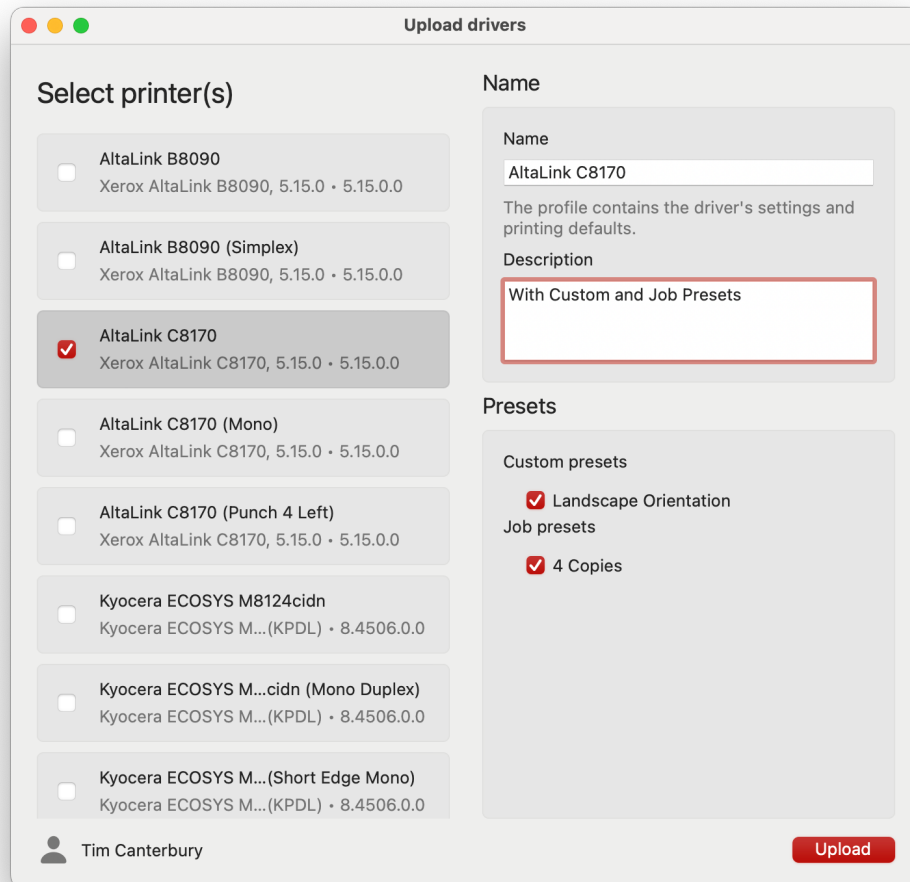 Upload drivers
Select printer(s)
AltaLink B8090
Xerox AltaLink B8090, 5.15.0 • 5.15.0.0
AltaLink B8090 (Simplex)
Xerox AltaLink B8090, 5.15.0 • 5.15.0.0
AltaLink C8170
Xerox AltaLink C8170, 5.15.0 • 5.15.0.0
AltaLink C8170 (Mono)
Xerox AltaLink C8170, 5.15.0 • 5.15.0.0
AltaLink C8170 (Punch 4 Left)
Xerox AltaLink C8170, 5.15.0 • 5.15.0.0
Kyocera ECOSYS M8124cidn
Kyocera ECOSYS M...(KPDL) • 8.4506.0.0
Kyocera ECOSYS M...cidn (Mono Duplex)
Kyocera ECOSYS M...(KPDL) • 8.4506.0.0
Kyocera ECOSYS M...(Short Edge Mono)
Kyocera ECOSYS M...(KPDL) • 8.4506.0.0
Name
Name
AltaLink C8170
The profile contains the driver's settings and
printing defaults.
Description
With Custom and Job Presets
Presets
Custom presets
Landscape Orientation
Job presets
4 Copies
Tim Canterbury
Upload